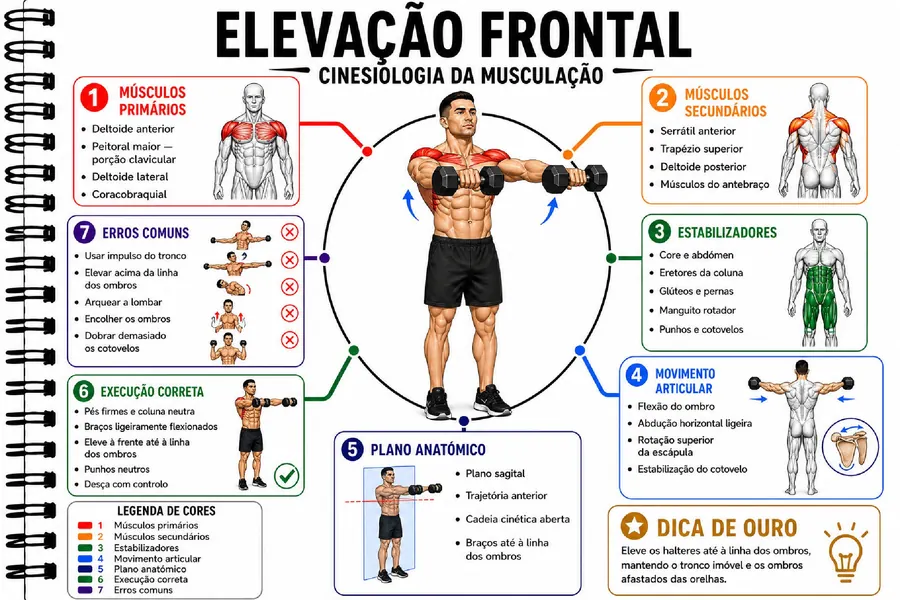 ELEVAÇÃO FRONTAL
CINESIOLOGIA DA MUSCULAÇÃO
1 MÚSCULOS
PRIMÁRIOS
• Deltoide anterior
• Peitoral maior —
porção clavicular
• Deltoide lateral
• Coracobraquial
2 MÚSCULOS
SECUNDÁRIOS
• Serrátil anterior
• Trapézio superior
• Deltoide posterior
• Músculos do antebraço
3 ESTABILIZADORES
• Core e abdómen
• Eretores da coluna
• Glúteos e pernas
• Manguito rotador
• Punhos e cotovelos
4 MOVIMENTO
ARTICULAR
• Flexão do ombro
• Abdução horizontal ligeira
• Rotação superior
da escápula
• Estabilização do cotovelo
5 PLANO ANATÓMICO
• Plano sagital
• Trajetória anterior
• Cadeia cinética aberta
• Braços até à linha
dos ombros
6 EXECUÇÃO CORRETA
• Pés firmes e coluna neutra
• Braços ligeiramente flexionados
• Eleve à frente até à linha
dos ombros
• Punhos neutros
• Desça com controlo
7 ERROS COMUNS
• Usar impulso do tronco
• Elevar acima da linha
dos ombros
• Arquear a lombar
• Encolher os ombros
• Dobrar demasiado
os cotovelos
LEGENDA DE CORES
1 Músculos primários
2 Músculos secundários
3 Estabilizadores
4 Movimento articular
5 Plano anatómico
6 Execução correta
7 Erros comuns
DICA DE OURO
Eleve os halteres até à linha dos ombros,
mantendo o tronco imóvel e os ombros
afastados das orelhas.